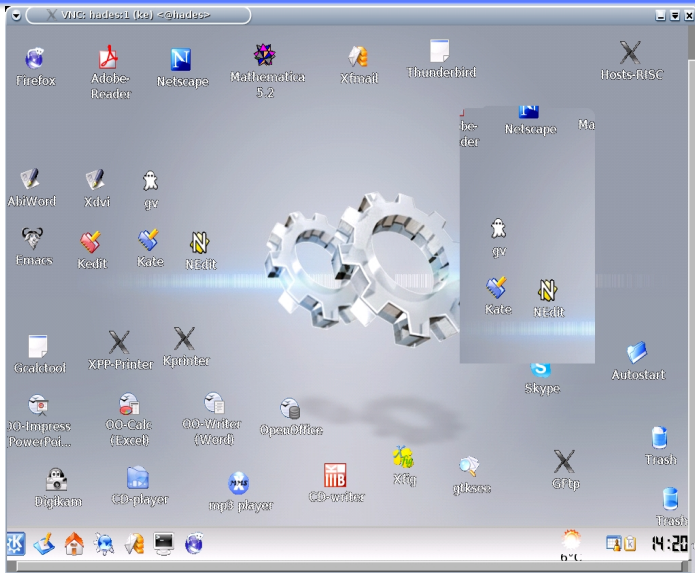 VNC: hades:1 (ke) <@hades>
Firefox
Adobe-
Reader
Netscape
Mathematica
5.2
Xfmail
Thunderbird
Hosts-RISC
be-
der
Netscape
Ma
AbiWord
Xdvi
gv
gv
Emacs
Kedit
Kate
NEdit
Kate
NEdit
Gcalctool
XPP-Printer
Kprinter
Skype
Autostart
OO-Impress
PowerPoi...
OO-Calc
(Excel)
OO-Writer
(Word)
OpenOffice
Trash
Digikam
CD-player
mp3 player
CD-writer
Xfig
gtksee
GFtp
Trash
6°C
14:20